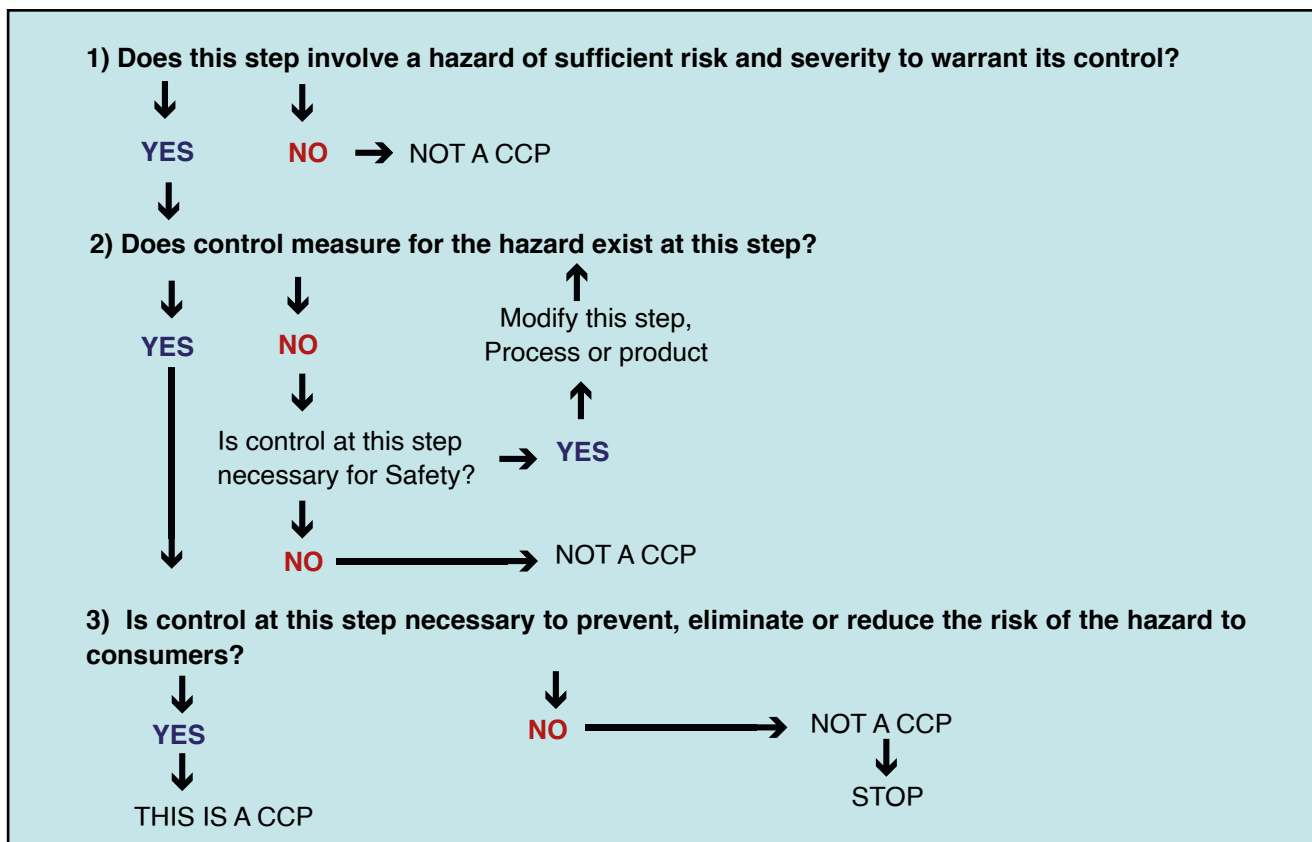 1) Does this step involve a hazard of sufficient risk and severity to warrant its control?
YES
NO
NOT A CCP
2) Does control measure for the hazard exist at this step?
YES
NO
Modify this step,
Process or product
Is control at this step
necessary for Safety?
YES
NO
NOT A CCP
3) Is control at this step necessary to prevent, eliminate or reduce the risk of the hazard to
consumers?
YES
NO
NOT A CCP
THIS IS A CCP
STOP